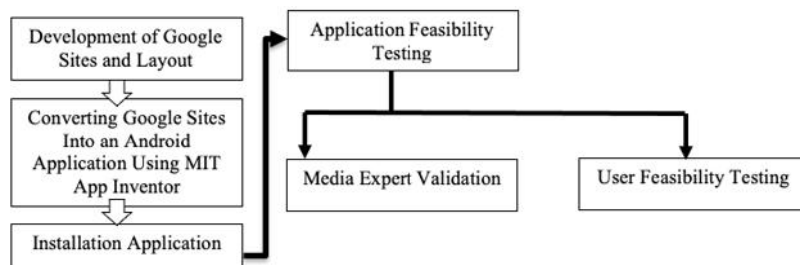 Development of Google
Sites and Layout
Converting Google Sites
Into an Android
Application Using MIT
App Inventor
Installation Application
Application Feasibility
Testing
Media Expert Validation
User Feasibility Testing